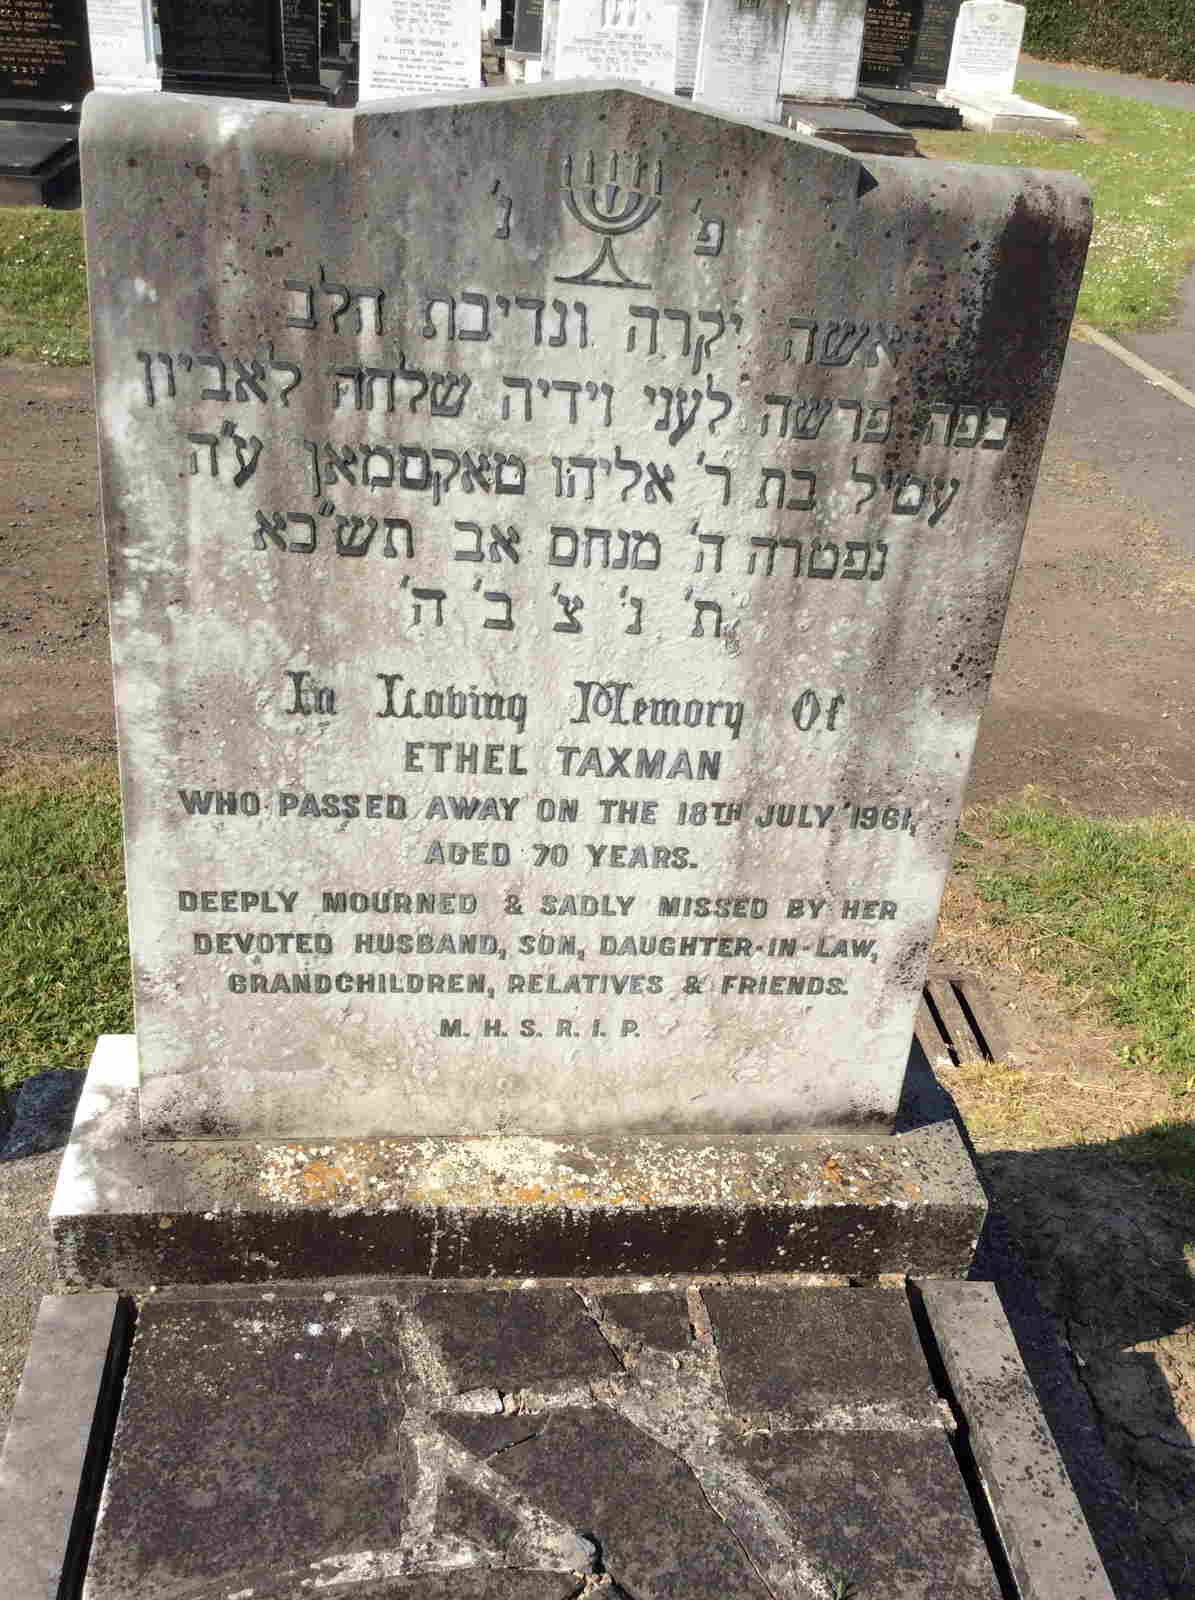 פ' נ'
אשה יקרה ונדיבת הלב
כפה פרשה לעני וידיה שלחה לאביון
עטיל בת ר' אליהו טאקסמאן ע"ה
נפטרה ה' מנחם אב תש"כא
ת' נ' צ' ב' ה'
In Loving Memory Of
ETHEL TAXMAN
WHO PASSED AWAY ON THE 18TH JULY 1961,
AGED 70 YEARS.
DEEPLY MOURNED & SADLY MISSED BY HER
DEVOTED HUSBAND, SON, DAUGHTER-IN-LAW,
GRANDCHILDREN, RELATIVES & FRIENDS.
M. H. S. R. I. P.